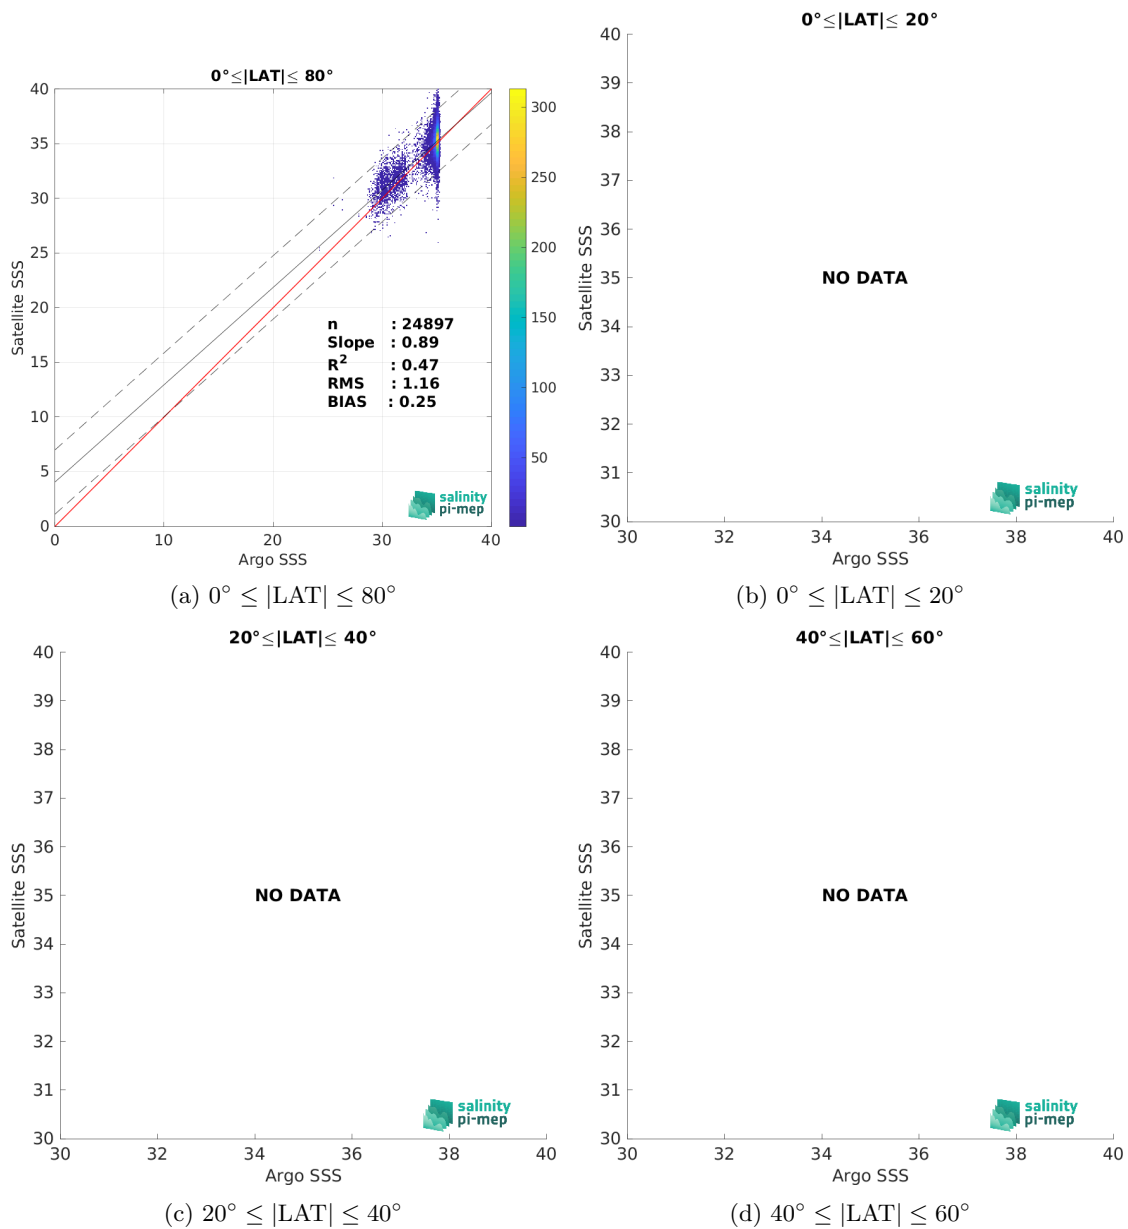 0°≤|LAT|≤ 80°
40
35
30
25
20
15
10
5
0
Satellite SSS
0
10
20
30
40
Argo SSS
n : 24897
Slope : 0.89
R2 : 0.47
RMS : 1.16
BIAS : 0.25
salinity
pi-mep
300
250
200
150
100
50
(a) 0° ≤ |LAT| ≤ 80°
0°≤|LAT|≤ 20°
40
39
38
37
36
35
34
33
32
31
30
Satellite SSS
NO DATA
salinity
pi-mep
30
32
34
36
38
40
Argo SSS
(b) 0° ≤ |LAT| ≤ 20°
20°≤|LAT|≤ 40°
40
39
38
37
36
35
34
33
32
31
30
Satellite SSS
NO DATA
salinity
pi-mep
30
32
34
36
38
40
Argo SSS
(c) 20° ≤ |LAT| ≤ 40°
40°≤|LAT|≤ 60°
40
39
38
37
36
35
34
33
32
31
30
Satellite SSS
NO DATA
salinity
pi-mep
30
32
34
36
38
40
Argo SSS
(d) 40° ≤ |LAT| ≤ 60°